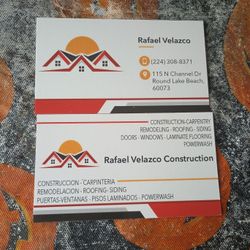 Rafael Velazco
(224) 308-8371
115 N Channel Dr
Round Lake Beach,
60073
CONSTRUCTION-CARPENTRY
REMODELING - ROOFING - SIDING
DOORS - WINDOWS - LAMINATE FLOORING
POWERWASH
Rafael Velazco Construction
CONSTRUCCION - CARPINTERIA
REMODELACION - ROOFING- SIDING
PUERTAS-VENTANAS - PISOS LAMINADOS - POWERWASH